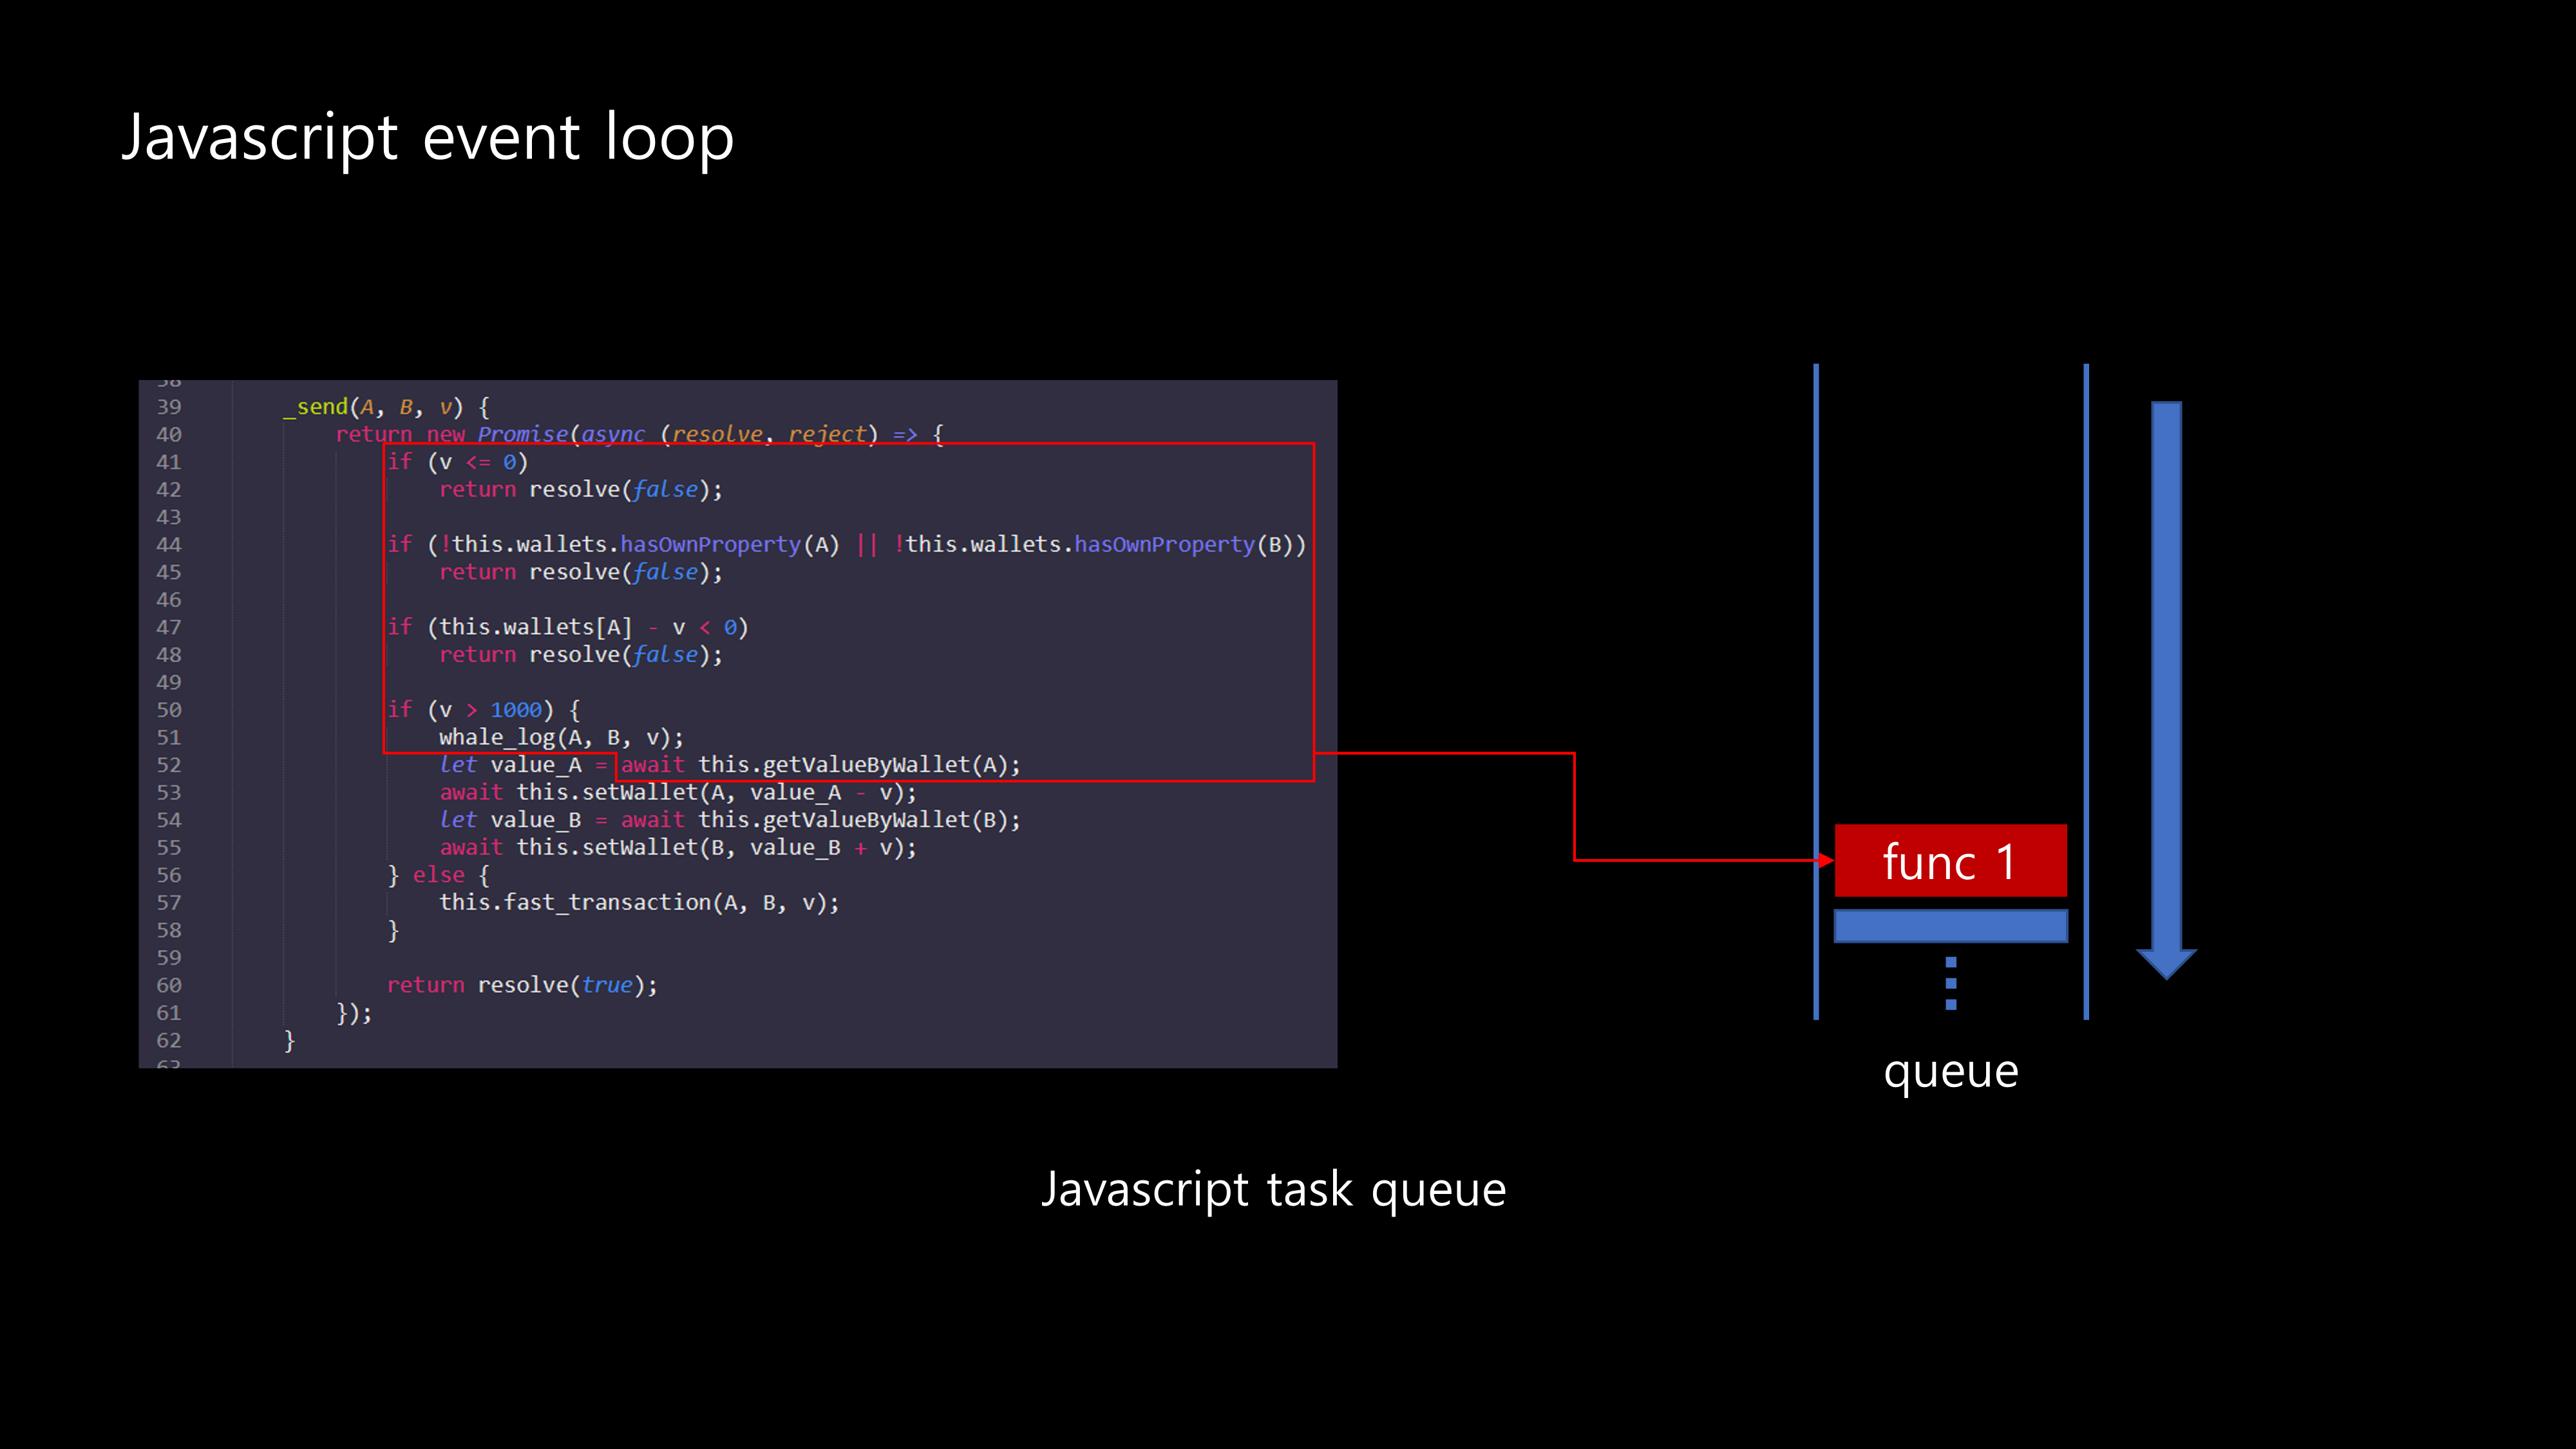 Javascript event loop
38
39 _send(A, B, v) {
40 return new Promise(async (resolve, reject) => {
41 if (v <= 0)
42 return resolve(false);
43
44 if (!this.wallets.hasOwnProperty(A) || !this.wallets.hasOwnProperty(B))
45 return resolve(false);
46
47 if (this.wallets[A] - v < 0)
48 return resolve(false);
49
50 if (v > 1000) {
51 whale_log(A, B, v);
52 let value_A = await this.getValueByWallet(A);
53 await this.setWallet(A, value_A - v);
54 let value_B = await this.getValueByWallet(B);
55 await this.setWallet(B, value_B + v);
56 } else {
57 this.fast_transaction(A, B, v);
58 }
59
60 return resolve(true);
61 });
62 }
63
func 1
queue
Javascript task queue